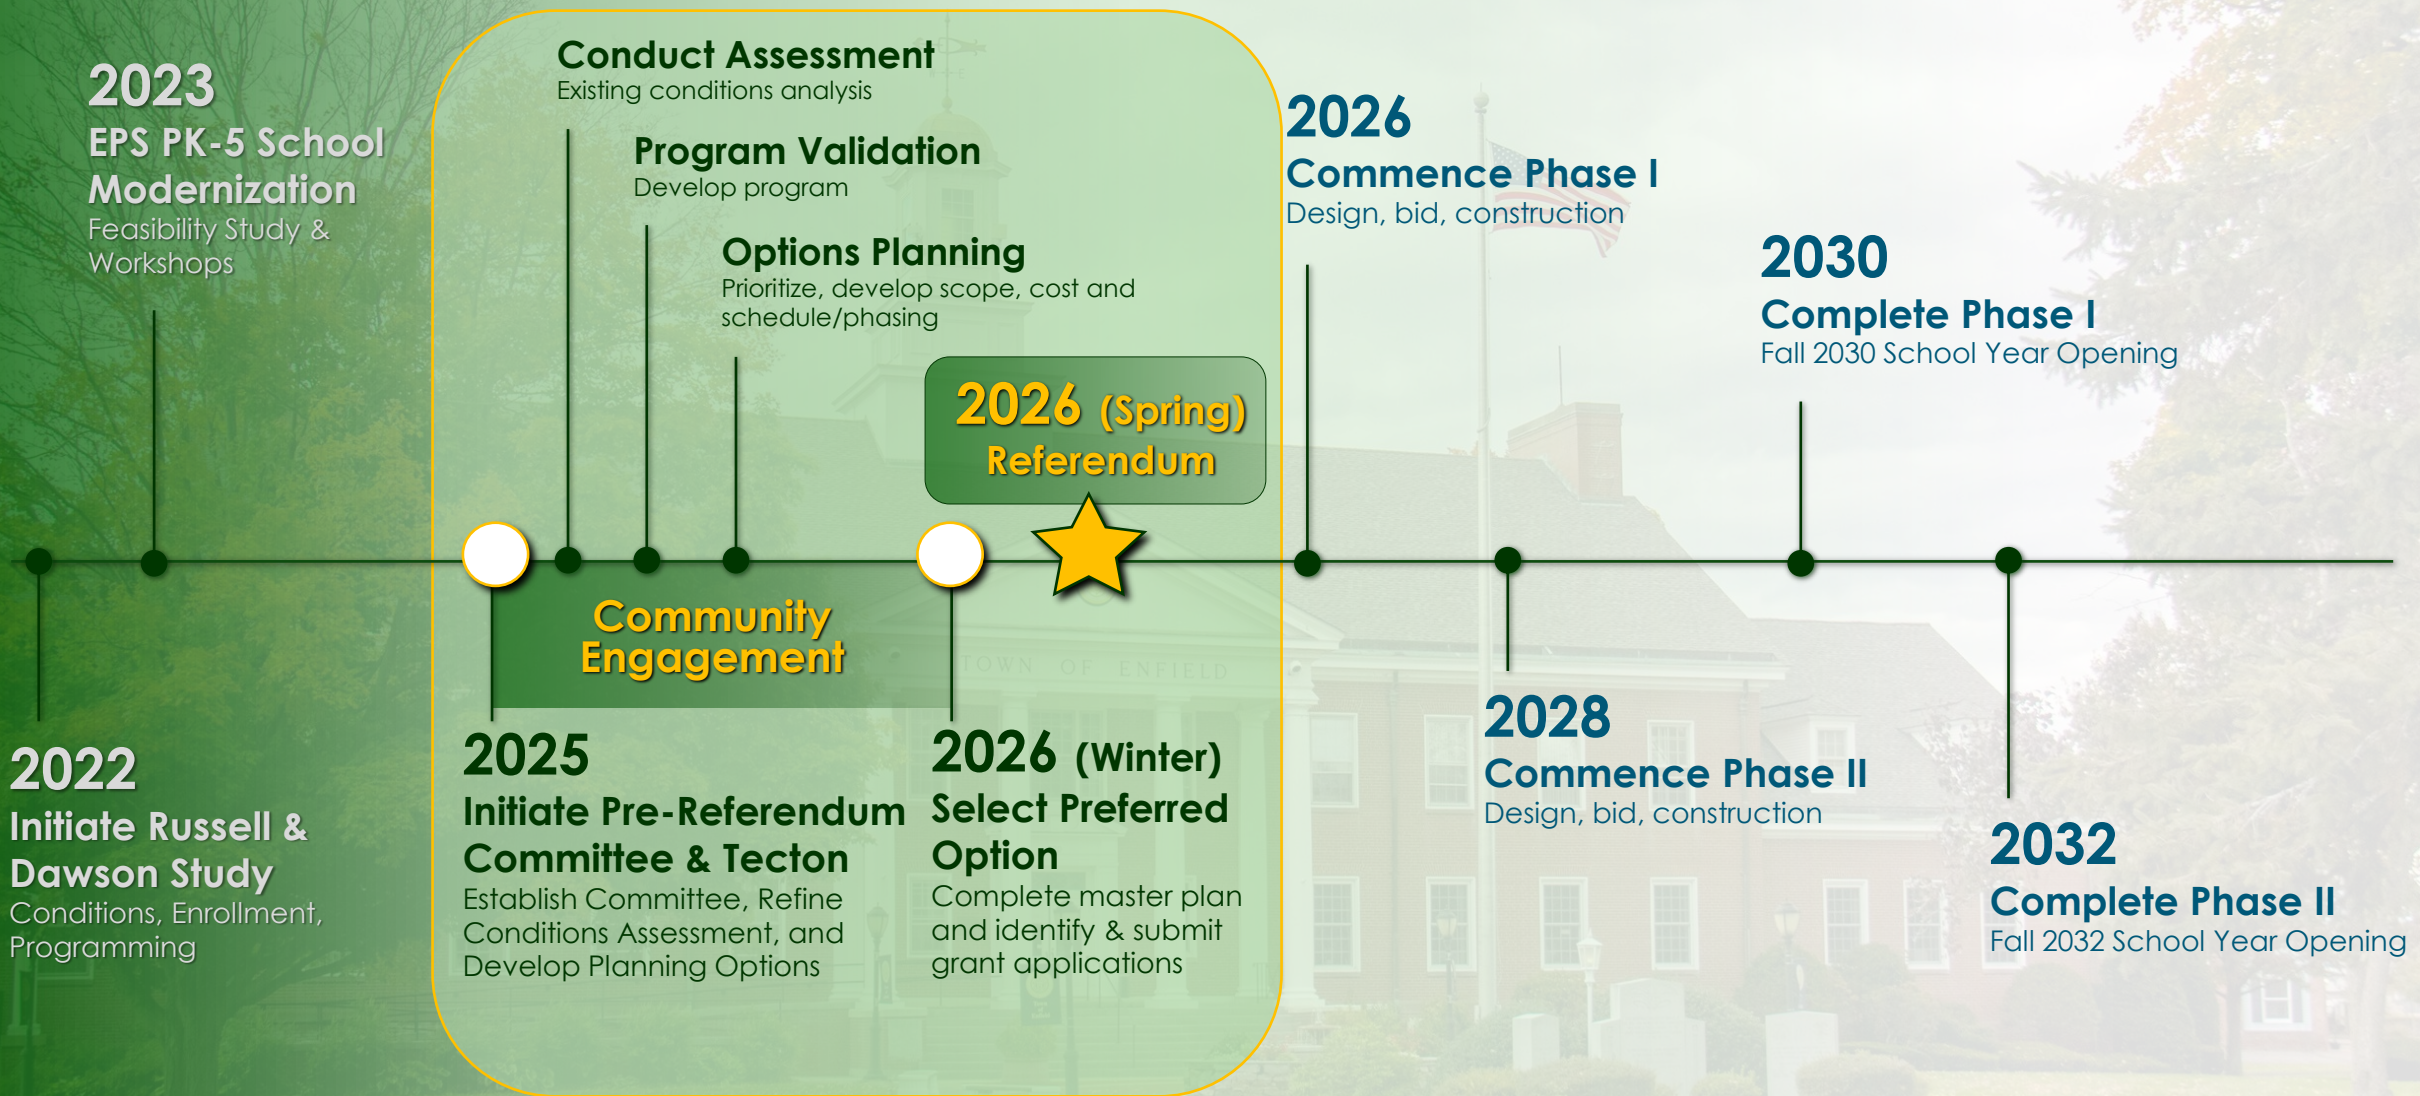 2023
EPS PK-5 School
Modernization
Feasibility Study &
Workshops
2022
Initiate Russell &
Dawson Study
Conditions, Enrollment,
Programming
Conduct Assessment
Existing conditions analysis
Program Validation
Develop program
Options Planning
Prioritize, develop scope, cost and
schedule/phasing
2026 (Spring)
Referendum
Community
Engagement
2025
Initiate Pre-Referendum
Committee & Tecton
Establish Committee, Refine
Conditions Assessment, and
Develop Planning Options
2026 (Winter)
Select Preferred
Option
Complete master plan
and identify & submit
grant applications
TOWN OF ENFIELD
2026
Commence Phase I
Design, bid, construction
2028
Commence Phase II
Design, bid, construction
2030
Complete Phase I
Fall 2030 School Year Opening
2032
Complete Phase II
Fall 2032 School Year Opening